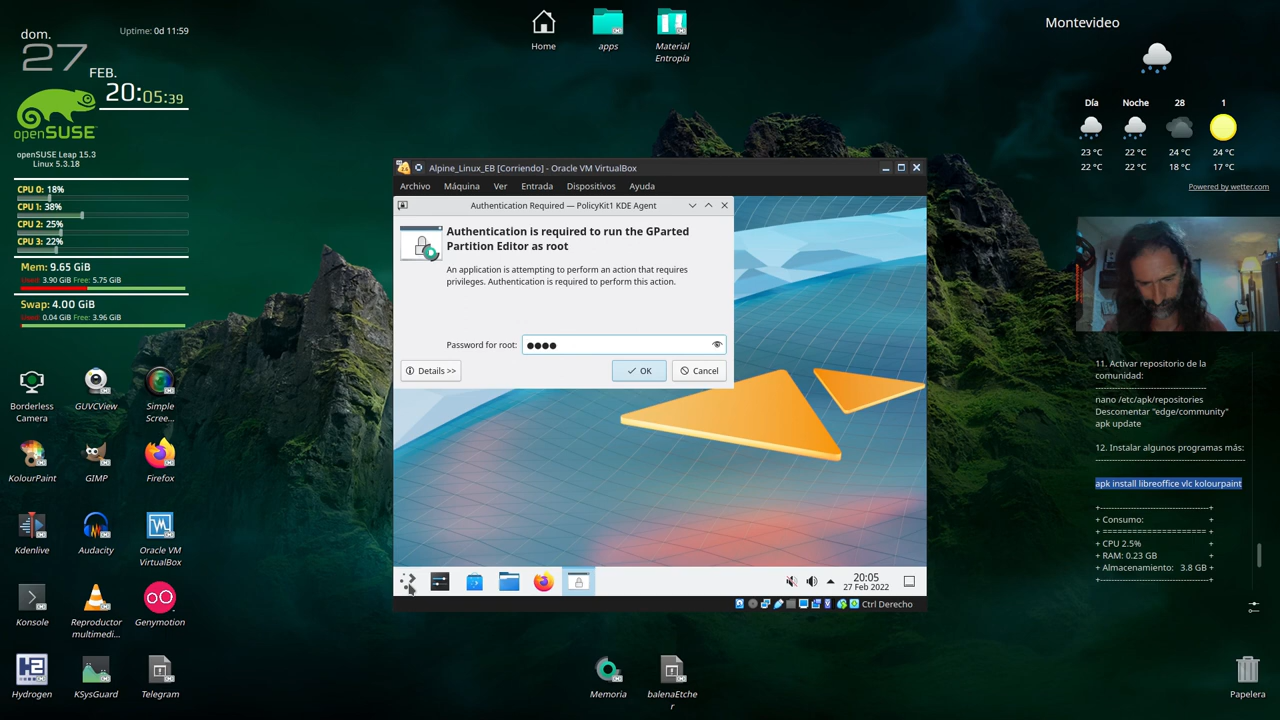 dom.
27
FEB.
Uptime: 0d 11:59
20:05:39
openSUSE
openSUSE Leap 15.3
Linux 5.3.18
CPU 0: 18%
CPU 1: 38%
CPU 2: 25%
CPU 3: 22%
Mem: 9.65 GiB
Used: 3.90 GiB Free: 5.75 GiB
Swap: 4.00 GiB
Used: 0.04 GiB Free: 3.96 GiB
Borderless
Camera
GUVCView
Simple
Scree...
KolourPaint
GIMP
Firefox
Kdenlive
Audacity
Oracle VM
VirtualBox
Konsole
Reproductor
multimedi...
Genymotion
Hydrogen
KSysGuard
Telegram
Home
apps
Material
Entropía
Alpine_Linux_EB [Corriendo] - Oracle VM VirtualBox
Archivo Máquina Ver Entrada Dispositivos Ayuda
Authentication Required — PolicyKit1 KDE Agent
Authentication is required to run the GParted
Partition Editor as root
An application is attempting to perform an action that requires
privileges. Authentication is required to perform this action.
Password for root: ●●●●
Details >>
OK
Cancel
20:05
27 Feb 2022
Ctrl Derecho
Memoria
balenaEtche
r
Montevideo
Día Noche 28 1
23 °C 22 °C 24 °C 24 °C
22 °C 22 °C 18 °C 17 °C
Powered by wetter.com
11. Activar repositorio de la
comunidad:
----------------------------------------
nano /etc/apk/repositories
Descomentar "edge/community"
apk update
12. Instalar algunos programas más:
------------------------------------------------------
apk install libreoffice vlc kolourpaint
+---------------------------------------+
+ Consumo: +
+ ===================== +
+ CPU 2.5% +
+ RAM: 0.23 GB +
+ Almacenamiento: 3.8 GB +
+---------------------------------------+
Papelera